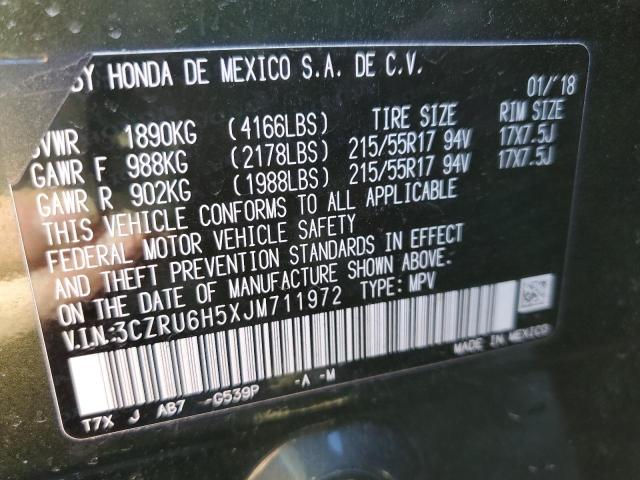 BY HONDA DE MEXICO S.A. DE C.V.
01/'18
GVWR 1890KG (4166LBS) TIRE SIZE RIM SIZE
GAWR F 988KG (2178LBS) 215/55R17 94V 17X7.5J
GAWR R 902KG (1988LBS) 215/55R17 94V 17X7.5J
THIS VEHICLE CONFORMS TO ALL APPLICABLE
FEDERAL MOTOR VEHICLE SAFETY
AND THEFT PREVENTION STANDARDS IN EFFECT
ON THE DATE OF MANUFACTURE SHOWN ABOVE.
V.I.N:3CZRU6H5XJM711972 TYPE: MPV
MADE IN MEXICO
T7X J AB7 -G539P -A -M